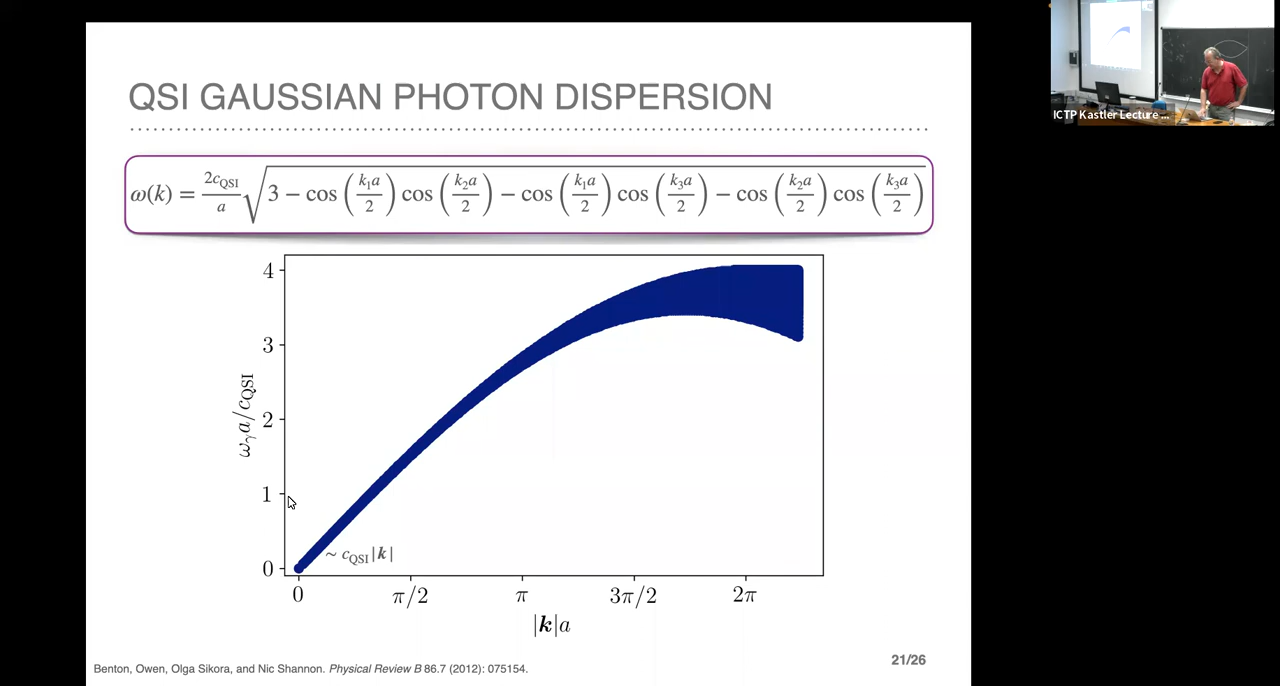 QSI GAUSSIAN PHOTON DISPERSION
ω(k) = 2c_QSI/a √(3 − cos(k₁a/2) cos(k₂a/2) − cos(k₁a/2) cos(k₃a/2) − cos(k₂a/2) cos(k₃a/2))
4
3
2
1
0
ω_γ a/c_QSI
~ c_QSI|k|
0 π/2 π 3π/2 2π
|k|a
21/26
Benton, Owen, Olga Sikora, and Nic Shannon. Physical Review B 86.7 (2012): 075154.
ICTP Kastler Lecture ...